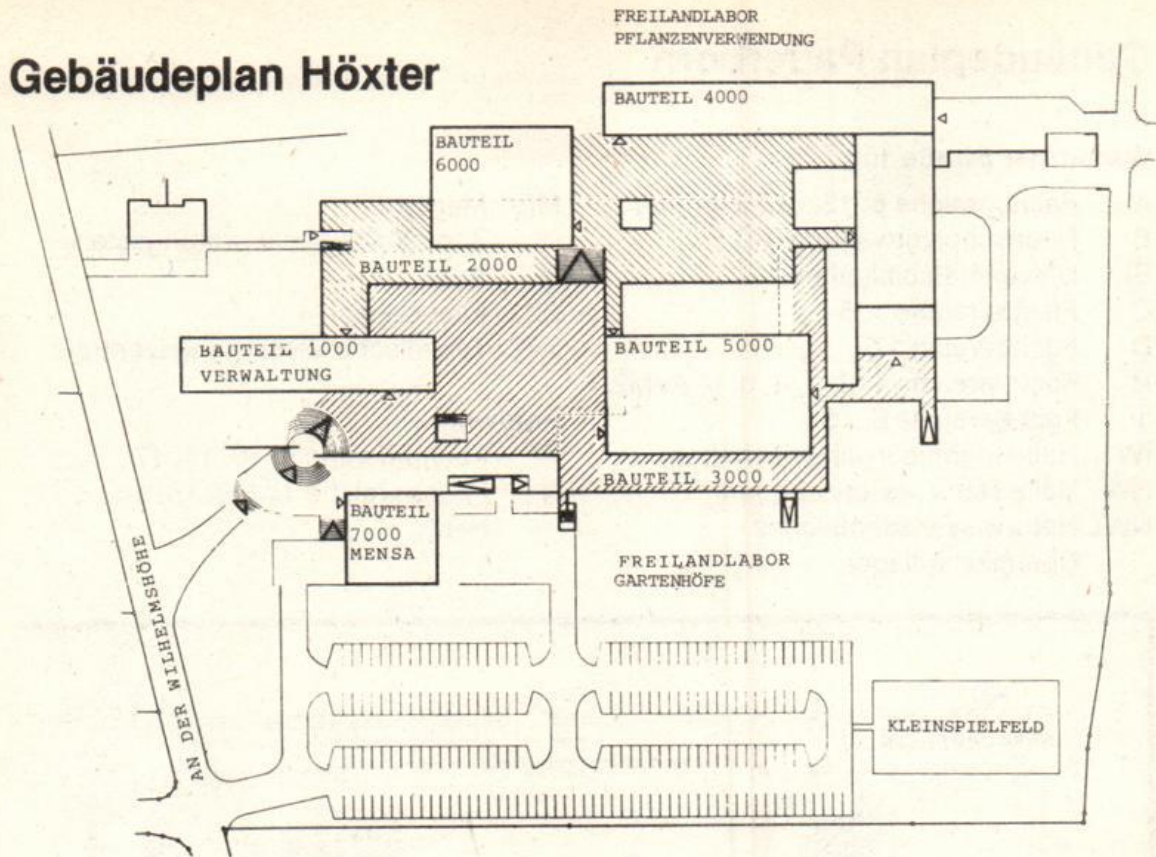 FREILANDLABOR
PFLANZENVERWENDUNG
Gebäudeplan Höxter
BAUTEIL 4000
BAUTEIL
6000
BAUTEIL 2000
BAUTEIL 1000
VERWALTUNG
BAUTEIL 5000
BAUTEIL 3000
BAUTEIL
7000
MENSA
FREILANDLABOR
GARTENHÖFE
AN DER WILHELMSHÖHE
KLEINSPIELFELD